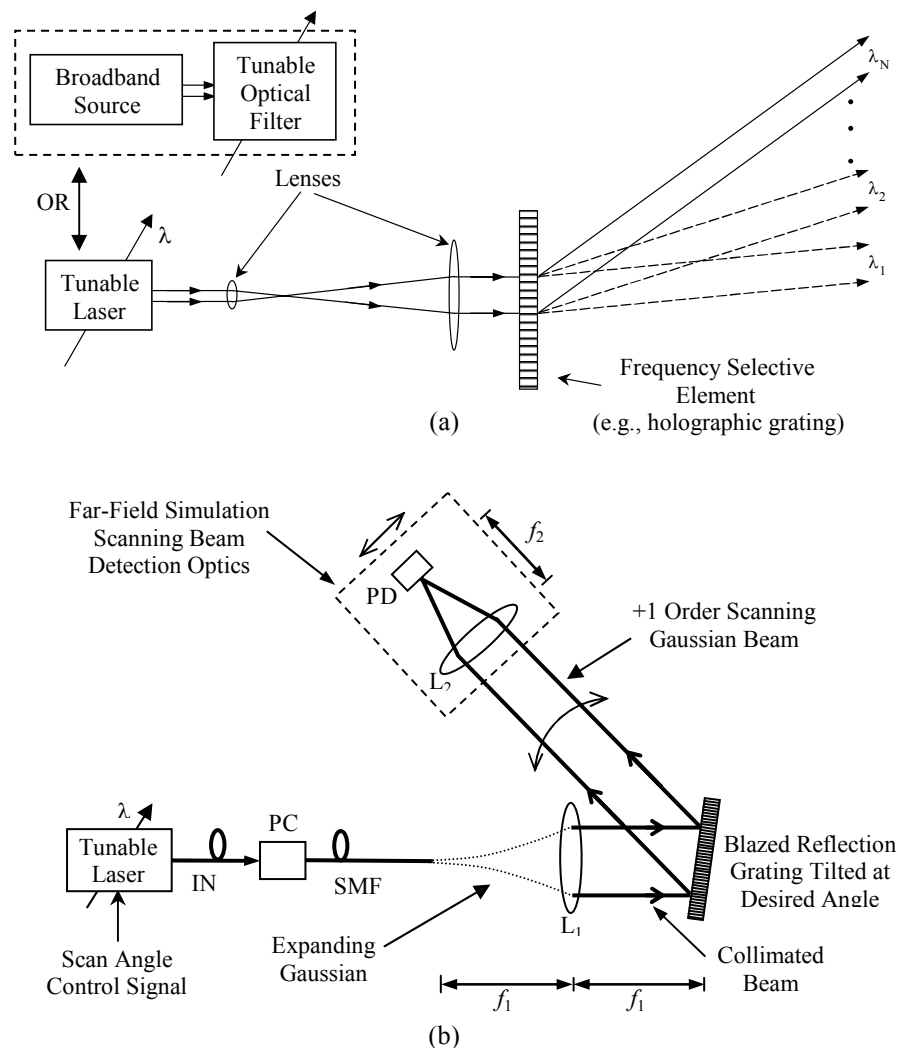 Broadband
Source
Tunable
Optical
Filter
OR
Lenses
λ
Tunable
Laser
λN
λ2
λ1
Frequency Selective
Element
(e.g., holographic grating)
(a)
Far-Field Simulation
Scanning Beam
Detection Optics
f2
PD
L2
+1 Order Scanning
Gaussian Beam
λ
Tunable
Laser
IN
PC
SMF
L1
Blazed Reflection
Grating Tilted at
Desired Angle
Scan Angle
Control Signal
Expanding
Gaussian
Collimated
Beam
f1
f1
(b)